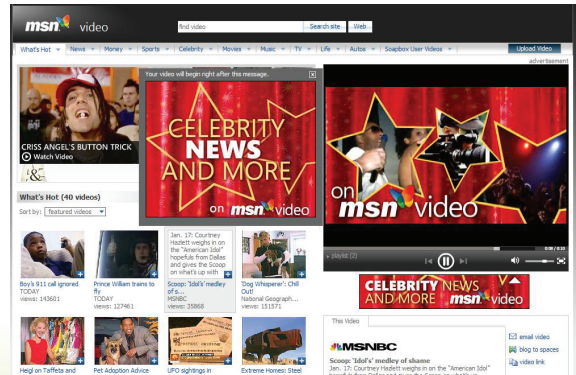 msn video
find video
Search site
Web
What's Hot
News
Money
Sports
Celebrity
Movies
Music
TV
Life
Autos
Soapbox User Videos
Upload Video
advertisement
Your video will begin right after this message.
CELEBRITY
NEWS
AND MORE
on msn video
CRISS ANGEL'S BUTTON TRICK
Watch Video
on
msn video
What's Hot (40 videos)
Sort by: featured videos
playlist (2)
0:08 / 0:10
Boy's 911 call ignored
TODAY
views: 143601
Prince William trains to
fly
TODAY
views: 127461
Jan. 17: Courtney
Hazlett weighs in on
the "American Idol"
hopefuls from Dallas
and gives the Scoop
on what's up with
Scoop: 'Idol's' medley
of s...
MSNBC
views: 35868
'Dog Whisperer': Chill
Out!
National Geograph...
views: 151571
CELEBRITY NEWS
AND MORE msn video
This Video
MSNBC
Scoop: 'Idol's' medley of shame
Jan. 17: Courtney Hazlett weighs in on the "American Idol"
email video
blog to spaces
video link
Heigl on Taffeta and
Pet Adoption Advice
UFO sightings in
Extreme Homes: Steel